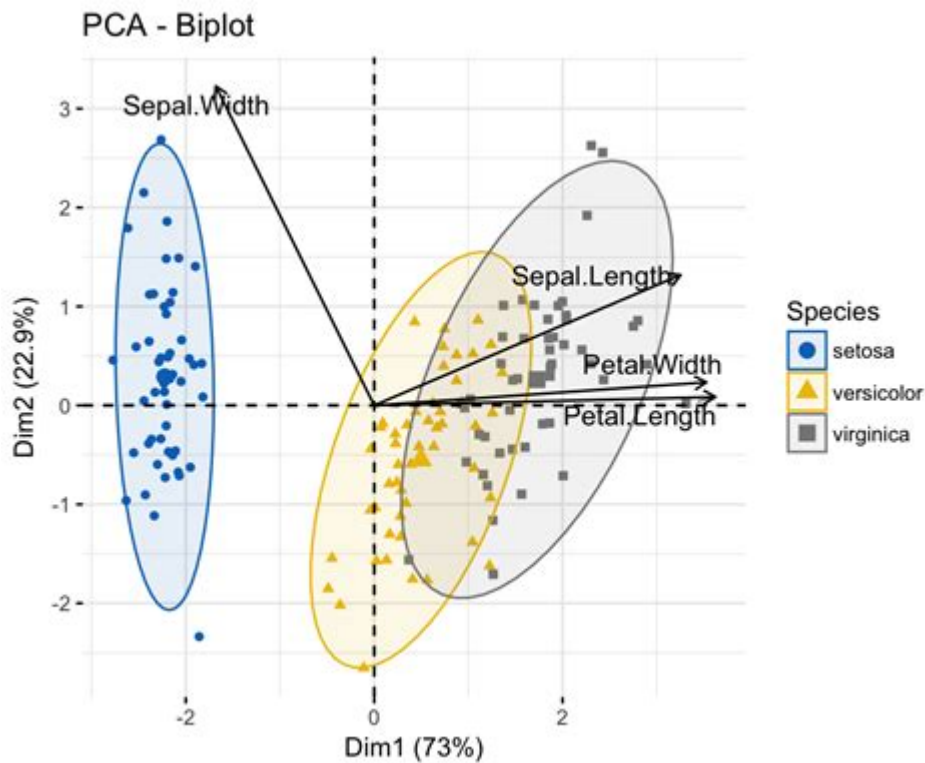 PCA - Biplot
Sepal.Width
Sepal.Length
Petal.Width
Petal.Length
3
2
1
0
-1
-2
Dim2 (22.9%)
-2
0
2
Dim1 (73%)
Species
setosa
versicolor
virginica